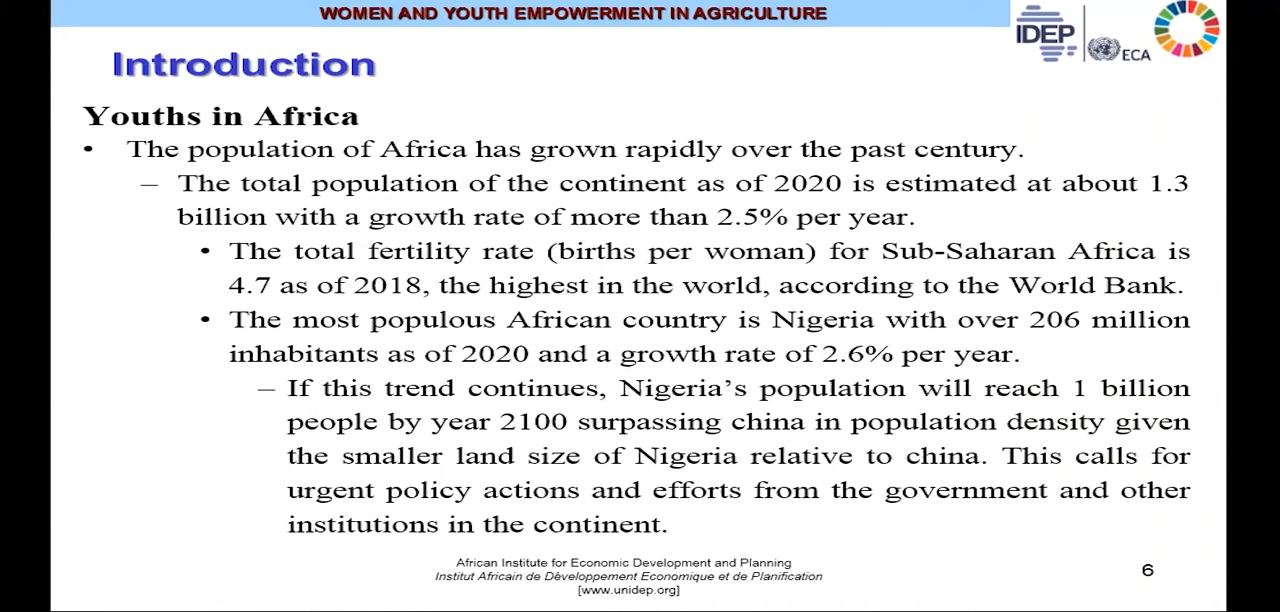 WOMEN AND YOUTH EMPOWERMENT IN AGRICULTURE
IDEP
ECA
Introduction
Youths in Africa
• The population of Africa has grown rapidly over the past century.
– The total population of the continent as of 2020 is estimated at about 1.3
billion with a growth rate of more than 2.5% per year.
• The total fertility rate (births per woman) for Sub-Saharan Africa is
4.7 as of 2018, the highest in the world, according to the World Bank.
• The most populous African country is Nigeria with over 206 million
inhabitants as of 2020 and a growth rate of 2.6% per year.
– If this trend continues, Nigeria's population will reach 1 billion
people by year 2100 surpassing china in population density given
the smaller land size of Nigeria relative to china. This calls for
urgent policy actions and efforts from the government and other
institutions in the continent.
African Institute for Economic Development and Planning
Institut Africain de Développement Economique et de Planification
[www.unidep.org]
6